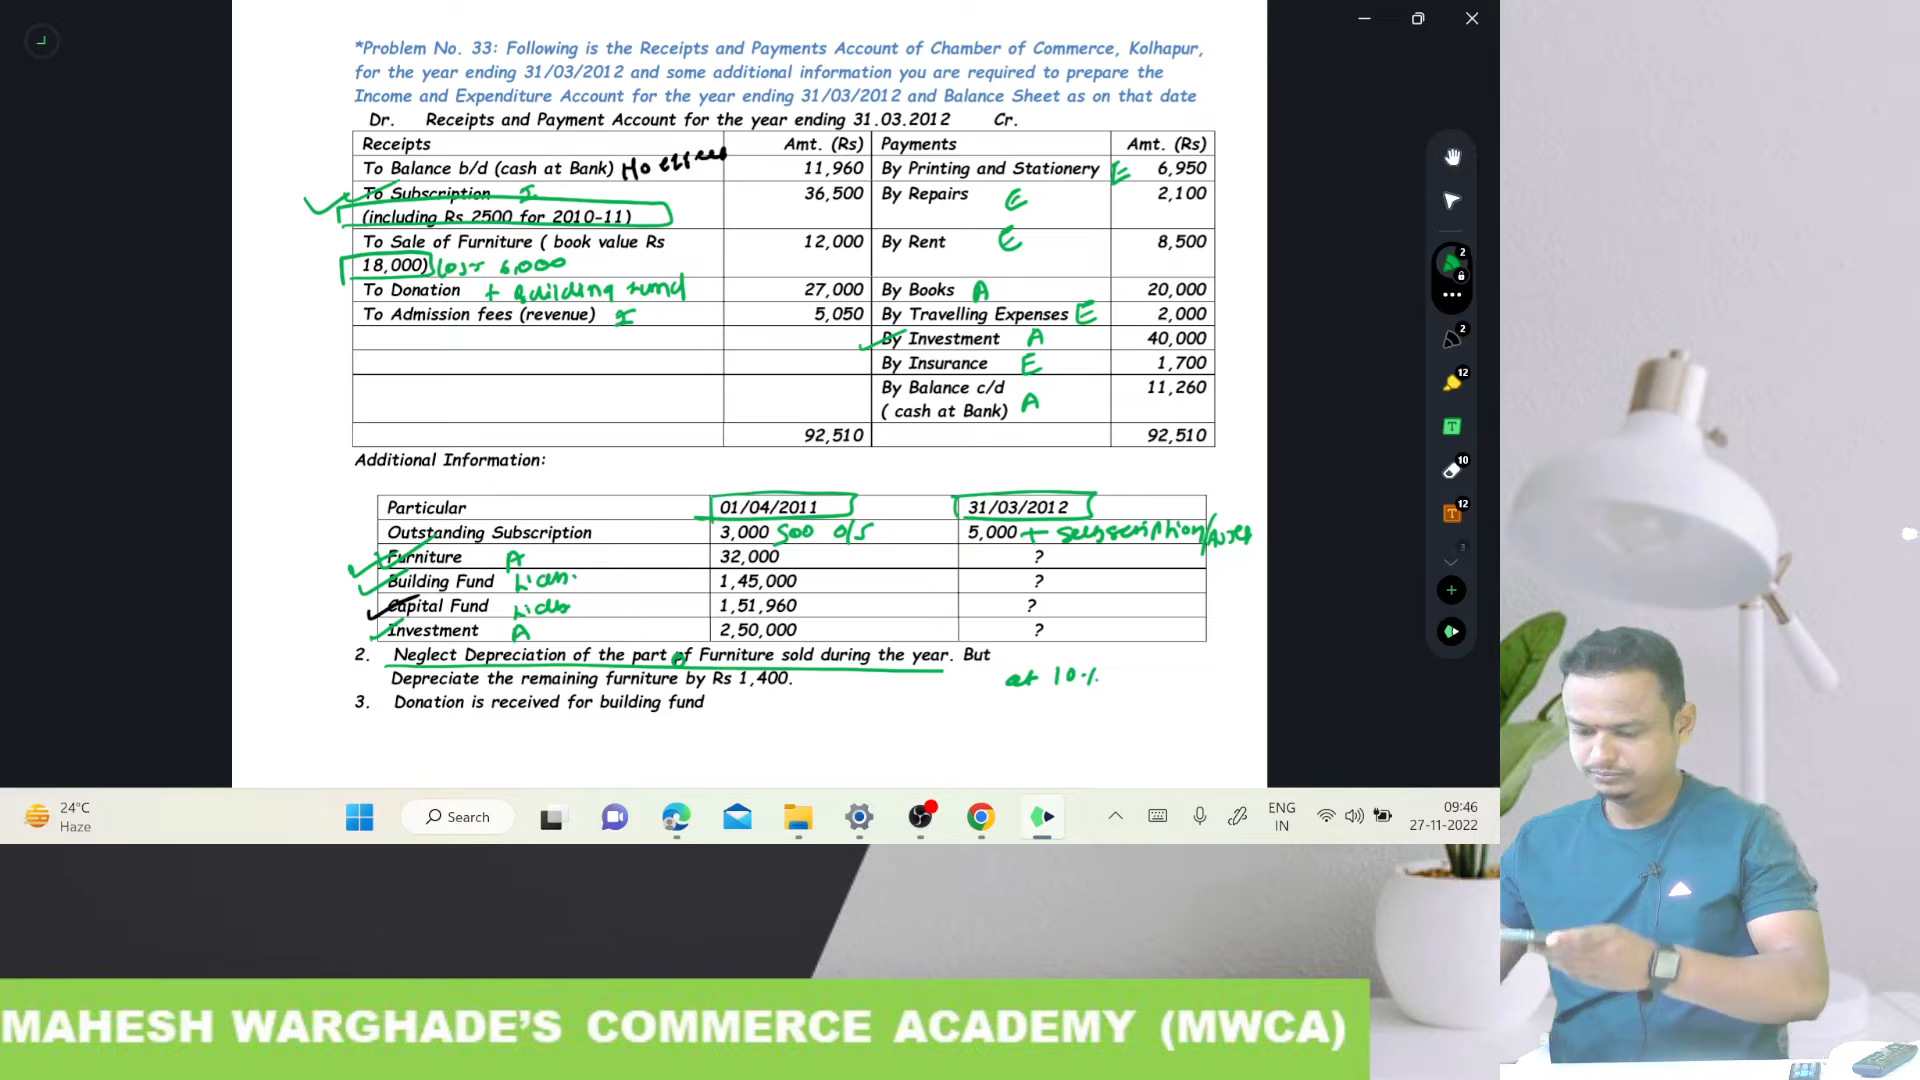 *Problem No. 33: Following is the Receipts and Payments Account of Chamber of Commerce, Kolhapur,
for the year ending 31/03/2012 and some additional information you are required to prepare the
Income and Expenditure Account for the year ending 31/03/2012 and Balance Sheet as on that date
Dr. Receipts and Payment Account for the year ending 31.03.2012 Cr.
Receipts Amt. (Rs) Payments Amt. (Rs)
To Balance b/d (cash at Bank) No effect 11,960 By Printing and Stationery E 6,950
To Subscription I 36,500 By Repairs E 2,100
(including Rs 2500 for 2010-11)
To Sale of Furniture ( book value Rs 12,000 By Rent E 8,500
18,000) Loss 6,000
To Donation + Building Fund 27,000 By Books A 20,000
To Admission fees (revenue) I 5,050 By Travelling Expenses E 2,000
By Investment A 40,000
By Insurance E 1,700
By Balance c/d 11,260
( cash at Bank) A
92,510 92,510
Additional Information:
Particular 01/04/2011 31/03/2012
Outstanding Subscription 3,000 500 o/s 5,000 + subscription/Asset
Furniture A 32,000 ?
Building Fund 1,45,000 ?
Capital Fund 1,51,960 ?
Investment A 2,50,000 ?
2. Neglect Depreciation of the part of Furniture sold during the year. But
Depreciate the remaining furniture by Rs 1,400. at 10%
3. Donation is received for building fund
24°C
Haze
Search
ENG
IN
09:46
27-11-2022
2
2
12
T
10
12
T
3
MAHESH WARGHADE'S COMMERCE ACADEMY (MWCA)